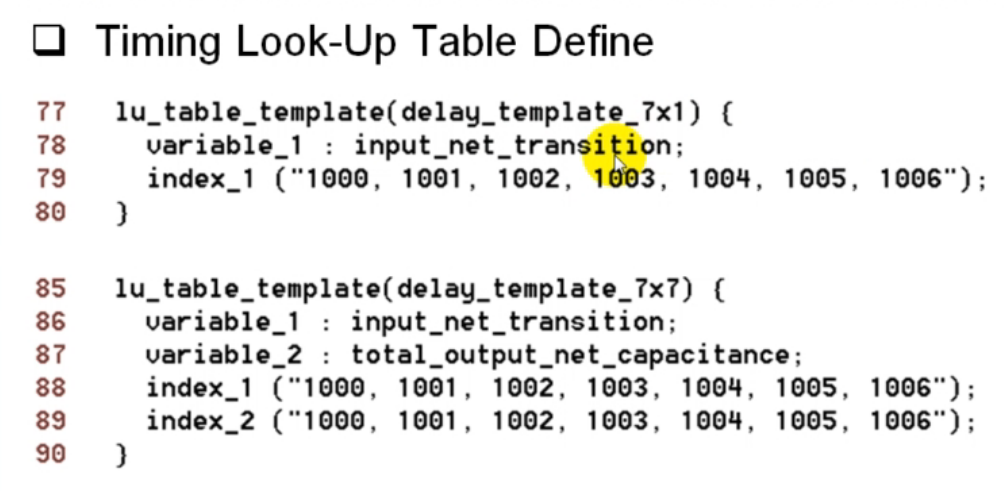 ❑ Timing Look-Up Table Define
77 lu_table_template(delay_template_7x1) {
78 variable_1 : input_net_transition;
79 index_1 ("1000, 1001, 1002, 1003, 1004, 1005, 1006");
80 }
85 lu_table_template(delay_template_7x7) {
86 variable_1 : input_net_transition;
87 variable_2 : total_output_net_capacitance;
88 index_1 ("1000, 1001, 1002, 1003, 1004, 1005, 1006");
89 index_2 ("1000, 1001, 1002, 1003, 1004, 1005, 1006");
90 }